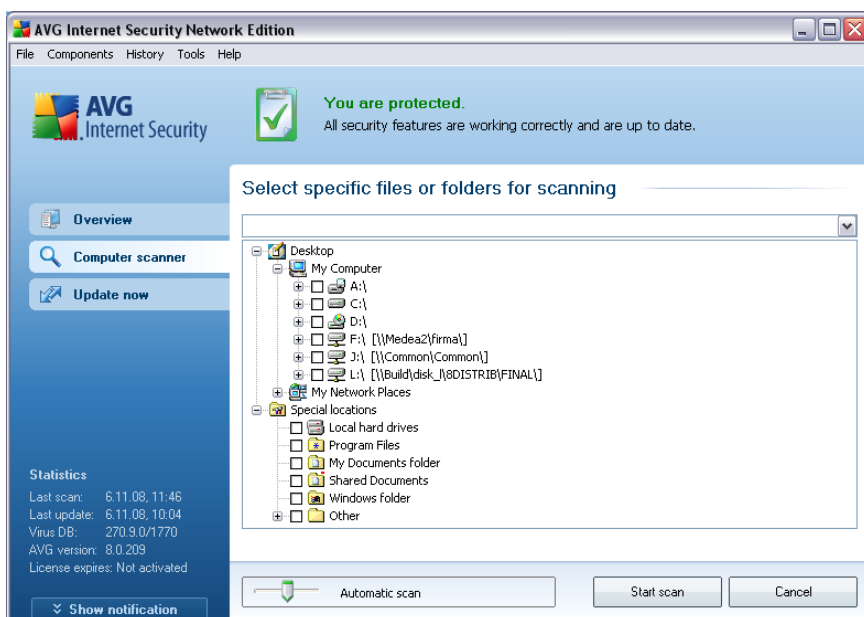 AVG Internet Security Network Edition
File Components History Tools Help
AVG
Internet Security
You are protected.
All security features are working correctly and are up to date.
Overview
Computer scanner
Update now
Select specific files or folders for scanning
Desktop
My Computer
A:\
C:\
D:\
F:\ [\\Medea2\firma\]
J:\ [\\Common\Common\]
L:\ [\\Build\disk_l\8DISTRIB\FINAL\]
My Network Places
Special locations
Local hard drives
Program Files
My Documents folder
Shared Documents
Windows folder
Other
Statistics
Last scan: 6.11.08, 11:46
Last update: 6.11.08, 10:04
Virus DB: 270.9.0/1770
AVG version: 8.0.209
License expires: Not activated
Show notification
Automatic scan
Start scan
Cancel